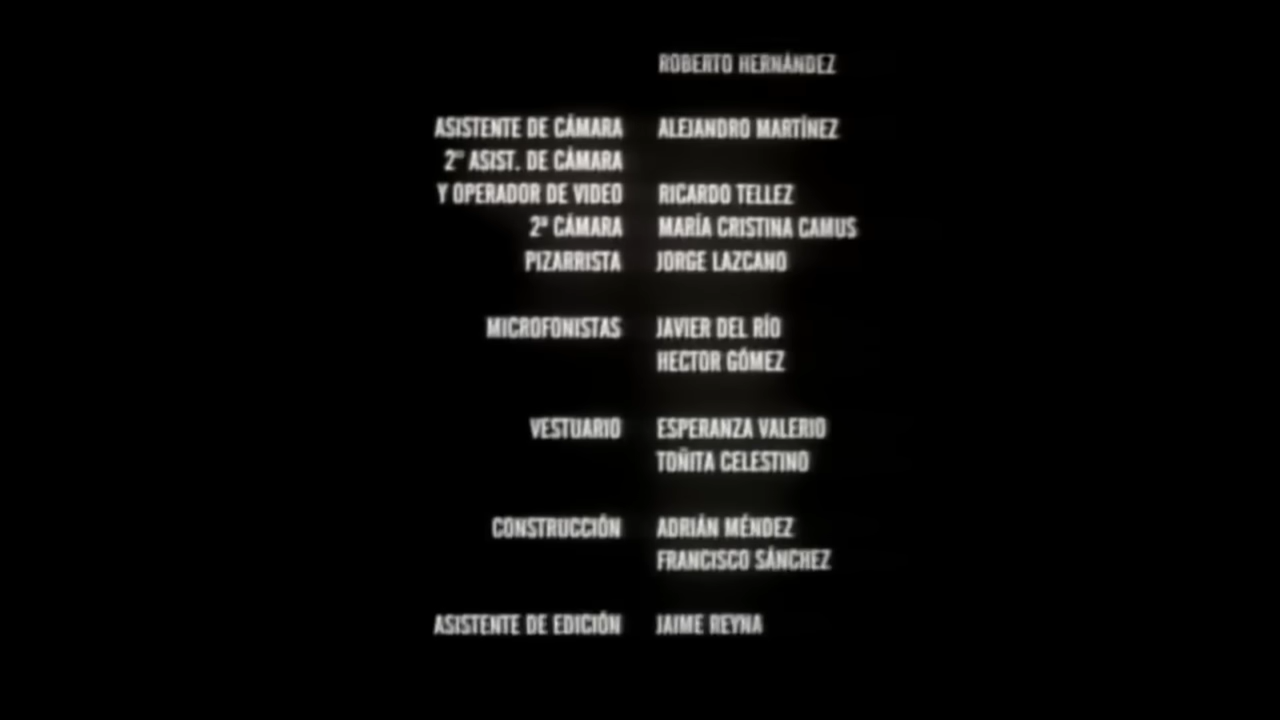 ROBERTO HERNÁNDEZ
ASISTENTE DE CÁMARA ALEJANDRO MARTÍNEZ
2º ASIST. DE CÁMARA
Y OPERADOR DE VIDEO RICARDO TELLEZ
2ª CÁMARA MARÍA CRISTINA CAMUS
PIZARRISTA JORGE LAZCANO
MICROFONISTAS JAVIER DEL RÍO
HECTOR GÓMEZ
VESTUARIO ESPERANZA VALERIO
TOÑITA CELESTINO
CONSTRUCCIÓN ADRIÁN MÉNDEZ
FRANCISCO SÁNCHEZ
ASISTENTE DE EDICIÓN JAIME REYNA